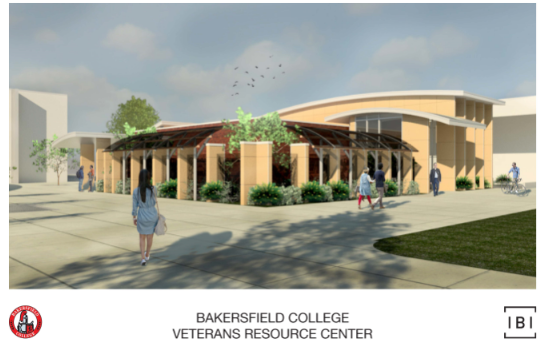 BAKERSFIELD COLLEGE
VETERANS RESOURCE CENTER
IBI